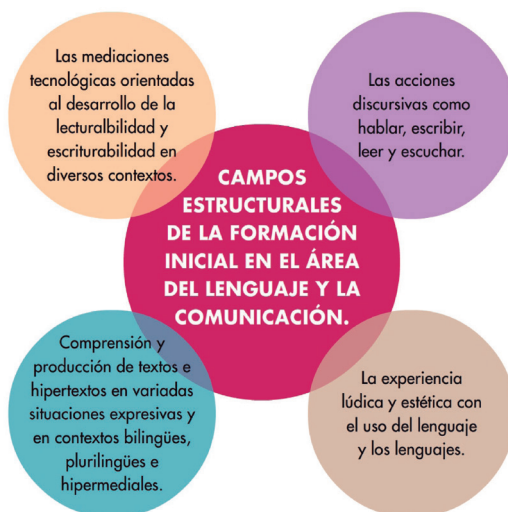 Las mediaciones
tecnológicas orientadas
al desarrollo de la
lecturalbilidad y
escriturabilidad en
diversos contextos.
Las acciones
discursivas como
hablar, escribir,
leer y escuchar.
CAMPOS
ESTRUCTURALES
DE LA FORMACIÓN
INICIAL EN EL ÁREA
DEL LENGUAJE Y LA
COMUNICACIÓN.
Comprensión y
producción de textos e
hipertextos en variadas
situaciones expresivas y
en contextos bilingües,
plurilingües e
hipermediales.
La experiencia
lúdica y estética con
el uso del lenguaje
y los lenguajes.